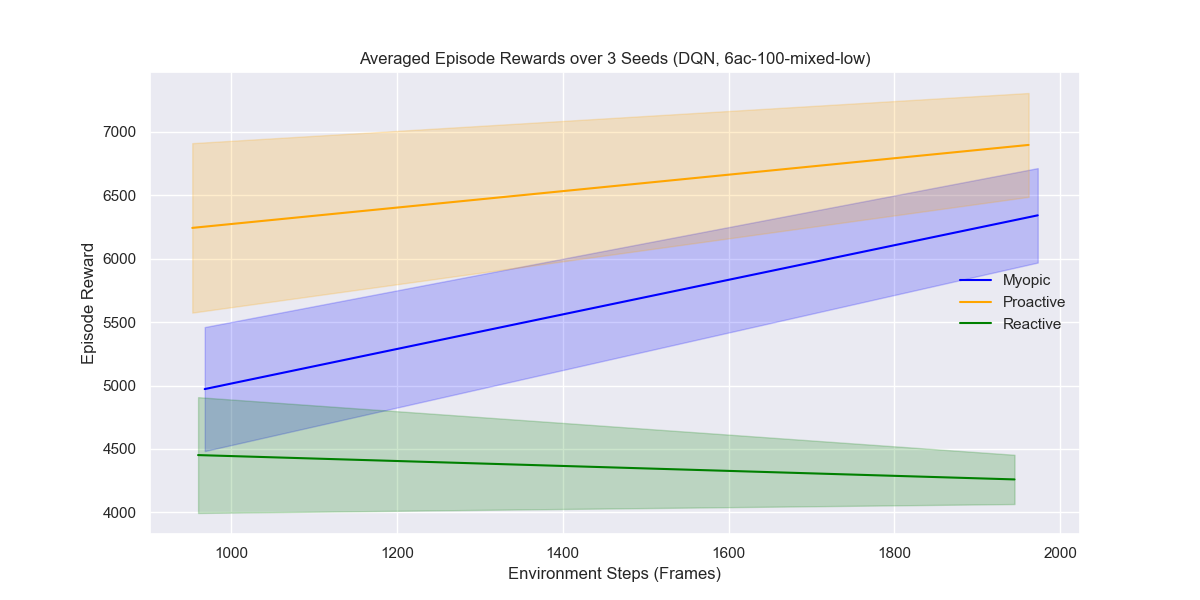 Averaged Episode Rewards over 3 Seeds (DQN, 6ac-100-mixed-low)
7000
6500
6000
5500
5000
4500
4000
Episode Reward
Myopic
Proactive
Reactive
1000 1200 1400 1600 1800 2000
Environment Steps (Frames)